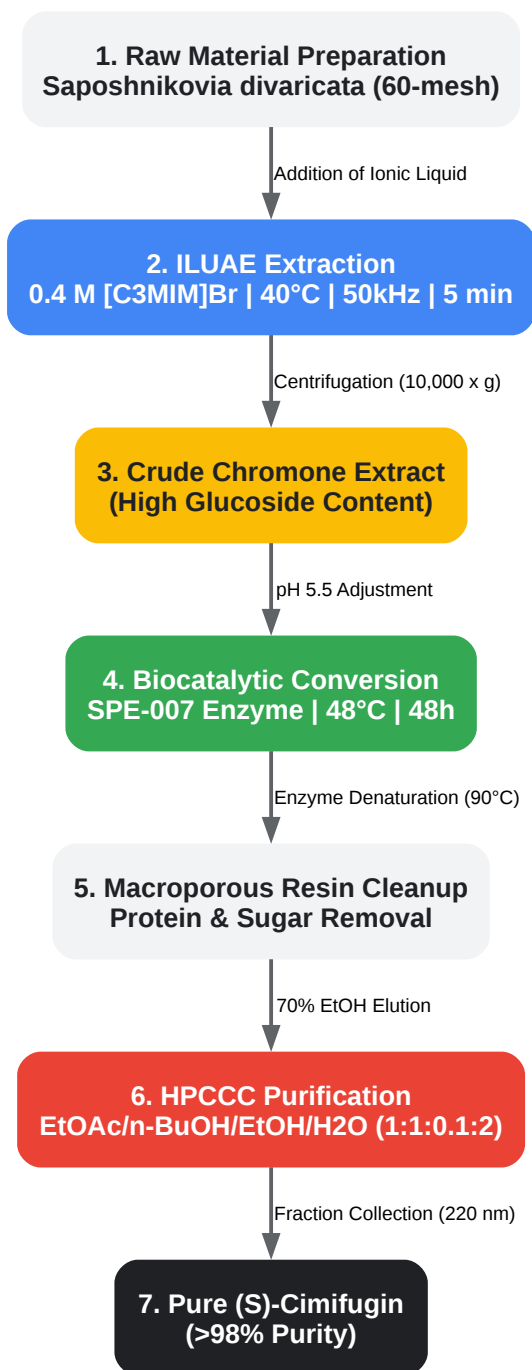 1. Raw Material Preparation
Saposhnikovia divaricata (60-mesh)
Addition of Ionic Liquid
2. ILUAE Extraction
0.4 M [C3MIM]Br | 40°C | 50kHz | 5 min
Centrifugation (10,000 x g)
3. Crude Chromone Extract
(High Glucoside Content)
pH 5.5 Adjustment
4. Biocatalytic Conversion
SPE-007 Enzyme | 48°C | 48h
Enzyme Denaturation (90°C)
5. Macroporous Resin Cleanup
Protein & Sugar Removal
70% EtOH Elution
6. HPCCC Purification
EtOAc/n-BuOH/EtOH/H2O (1:1:0.1:2)
Fraction Collection (220 nm)
7. Pure (S)-Cimifugin
(>98% Purity)